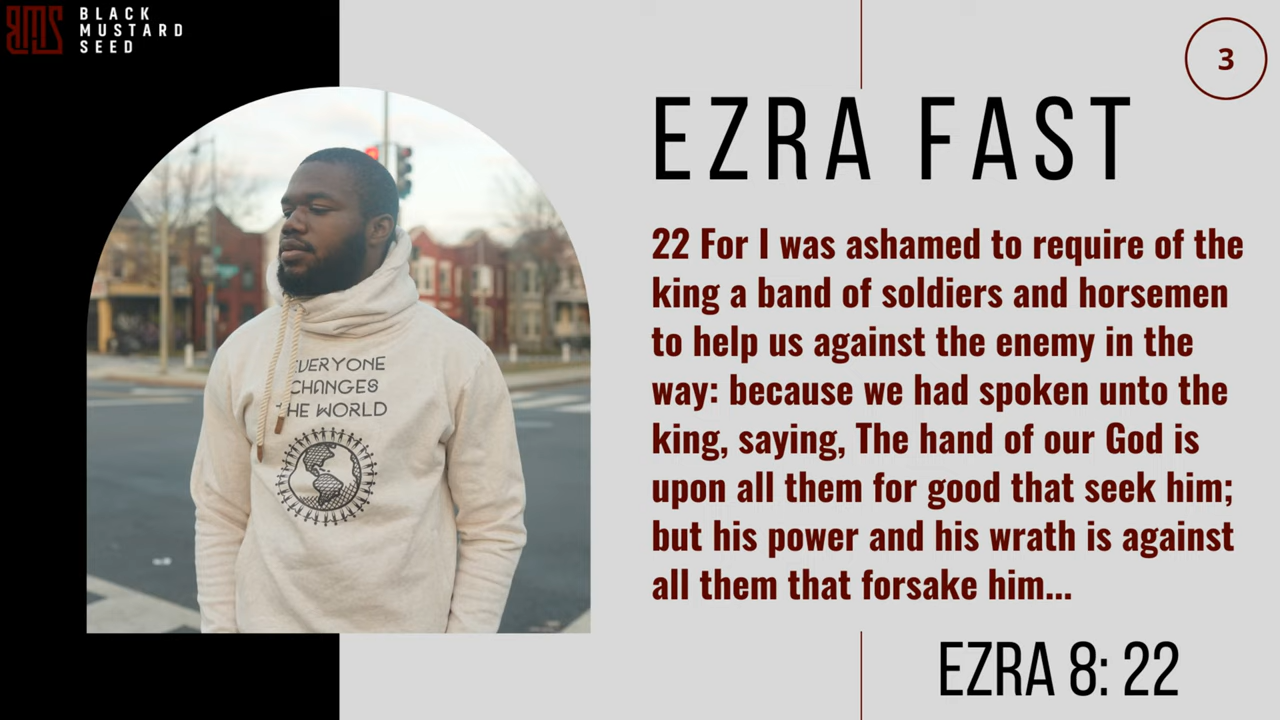 BLACK
MUSTARD
SEED
3
EZRA FAST
22 For I was ashamed to require of the
king a band of soldiers and horsemen
to help us against the enemy in the
way: because we had spoken unto the
king, saying, The hand of our God is
upon all them for good that seek him;
but his power and his wrath is against
all them that forsake him...
EZRA 8: 22
EVERYONE
CHANGES
THE WORLD